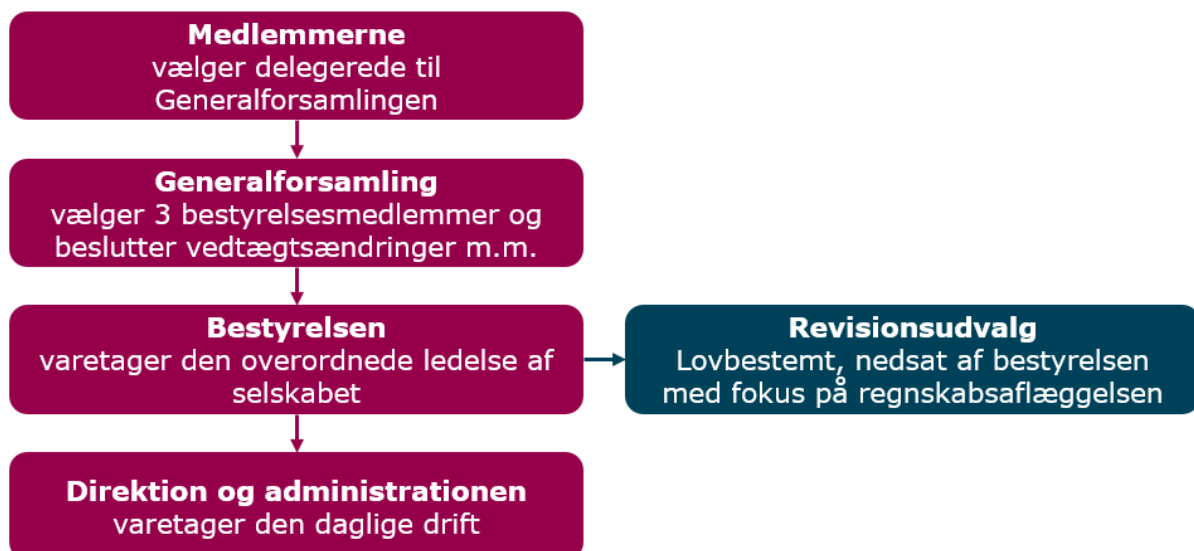 Medlemmerne
vælger delegerede til
Generalforsamlingen
Generalforsamling
vælger 3 bestyrelsesmedlemmer og
beslutter vedtægtsændringer m.m.
Bestyrelsen
varetager den overordnede ledelse af
selskabet
Revisionsudvalg
Lovbestemt, nedsat af bestyrelsen
med fokus på regnskabsaflæggelsen
Direktion og administrationen
varetager den daglige drift